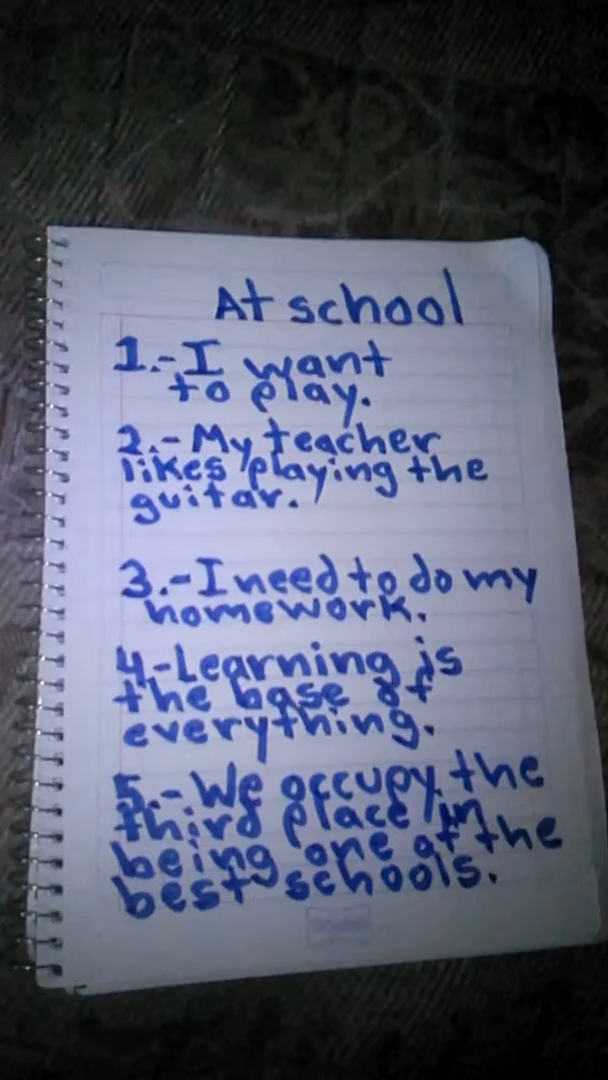 At school
1.-I want
to play.
2.-My teacher
likes playing the
guitar.
3.-I need to do my
homework.
4-Learning is
the base of
everything.
5.-We occupy the
third place in
being one of the
best schools.